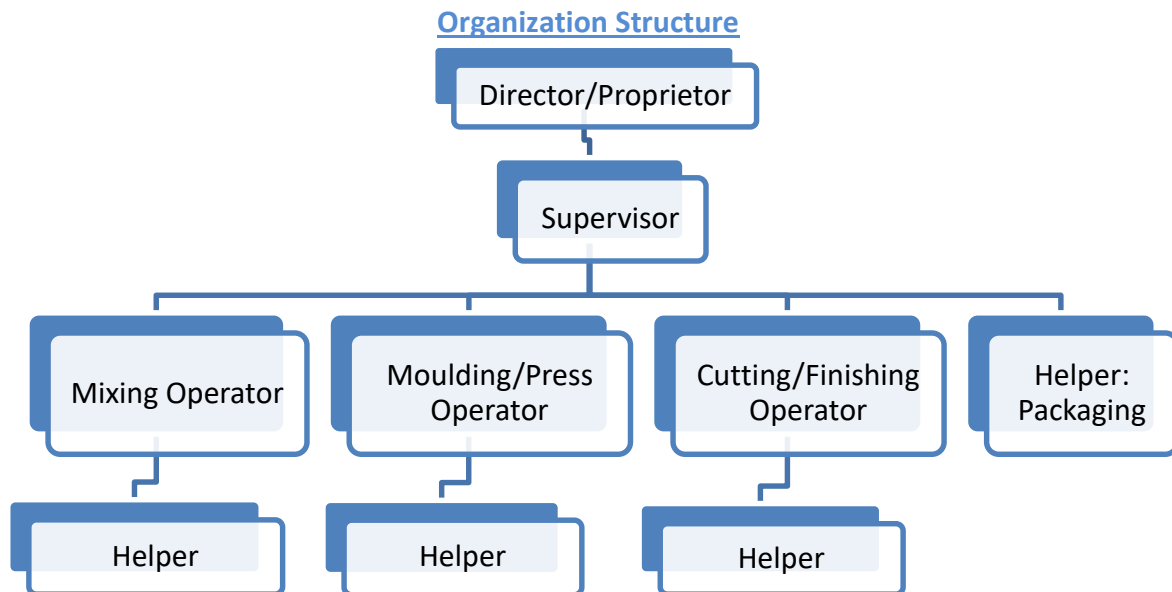 Organization Structure
Director/Proprietor
Supervisor
Mixing Operator
Moulding/Press
Operator
Cutting/Finishing
Operator
Helper:
Packaging
Helper
Helper
Helper